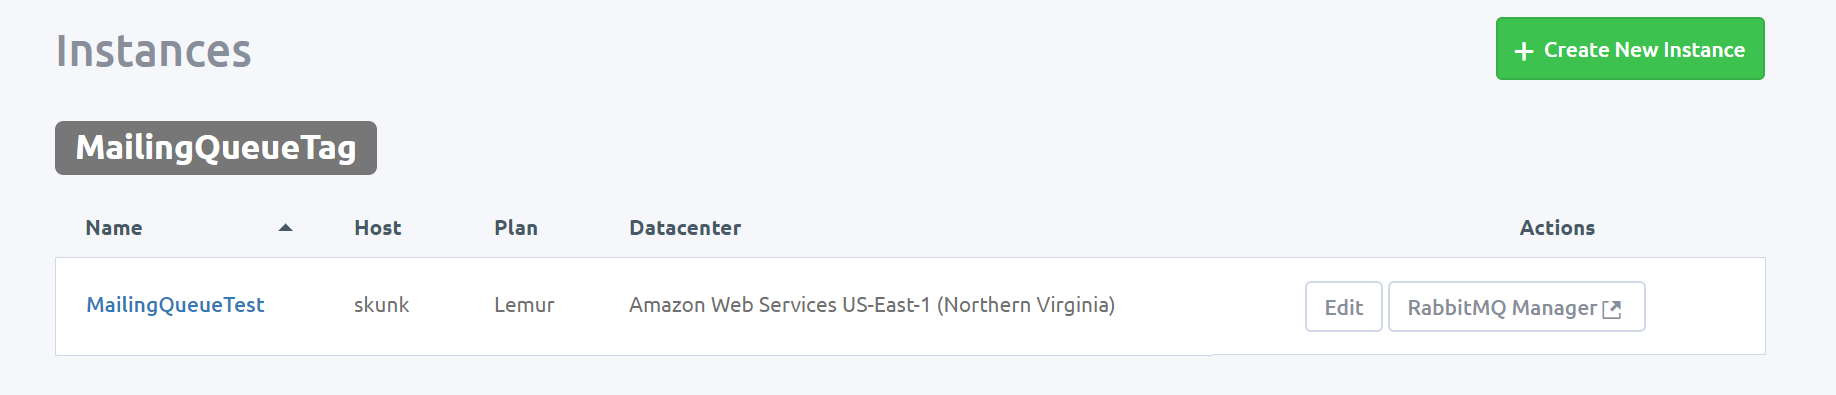 Instances
+ Create New Instance
MailingQueueTag
Name Host Plan Datacenter Actions
MailingQueueTest skunk Lemur Amazon Web Services US-East-1 (Northern Virginia) Edit RabbitMQ Manager